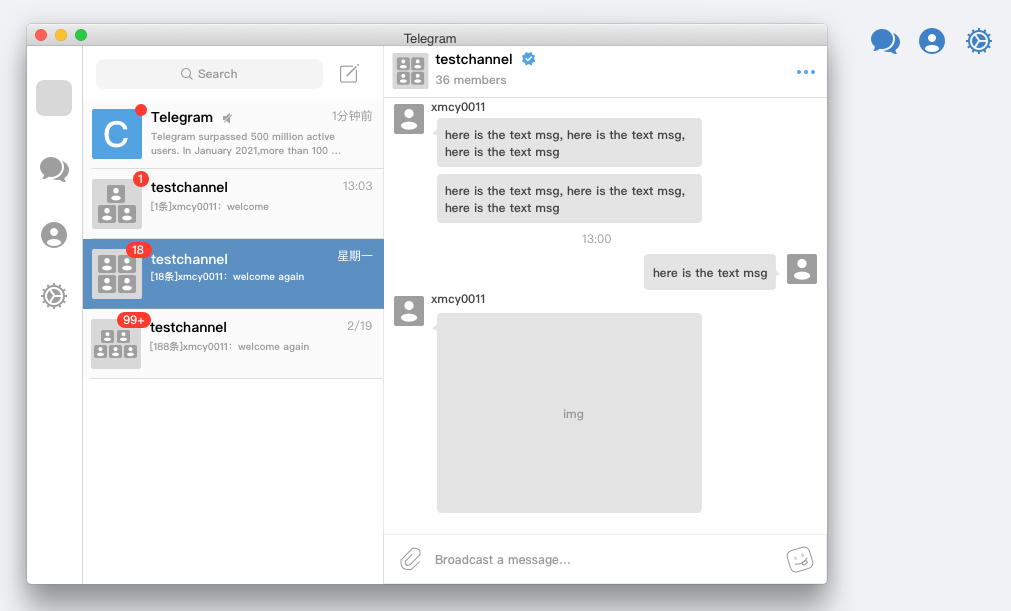 Telegram
Search
C
Telegram
1分钟前
Telegram surpassed 500 million active
users. In January 2021,more than 100 ...
1
testchannel
13:03
[1条]xmcy0011：welcome
18
testchannel
星期一
[18条]xmcy0011：welcome again
99+
testchannel
2/19
[188条]xmcy0011：welcome again
testchannel
36 members
xmcy0011
here is the text msg, here is the text msg,
here is the text msg
here is the text msg, here is the text msg,
here is the text msg
13:00
here is the text msg
xmcy0011
img
Broadcast a message...